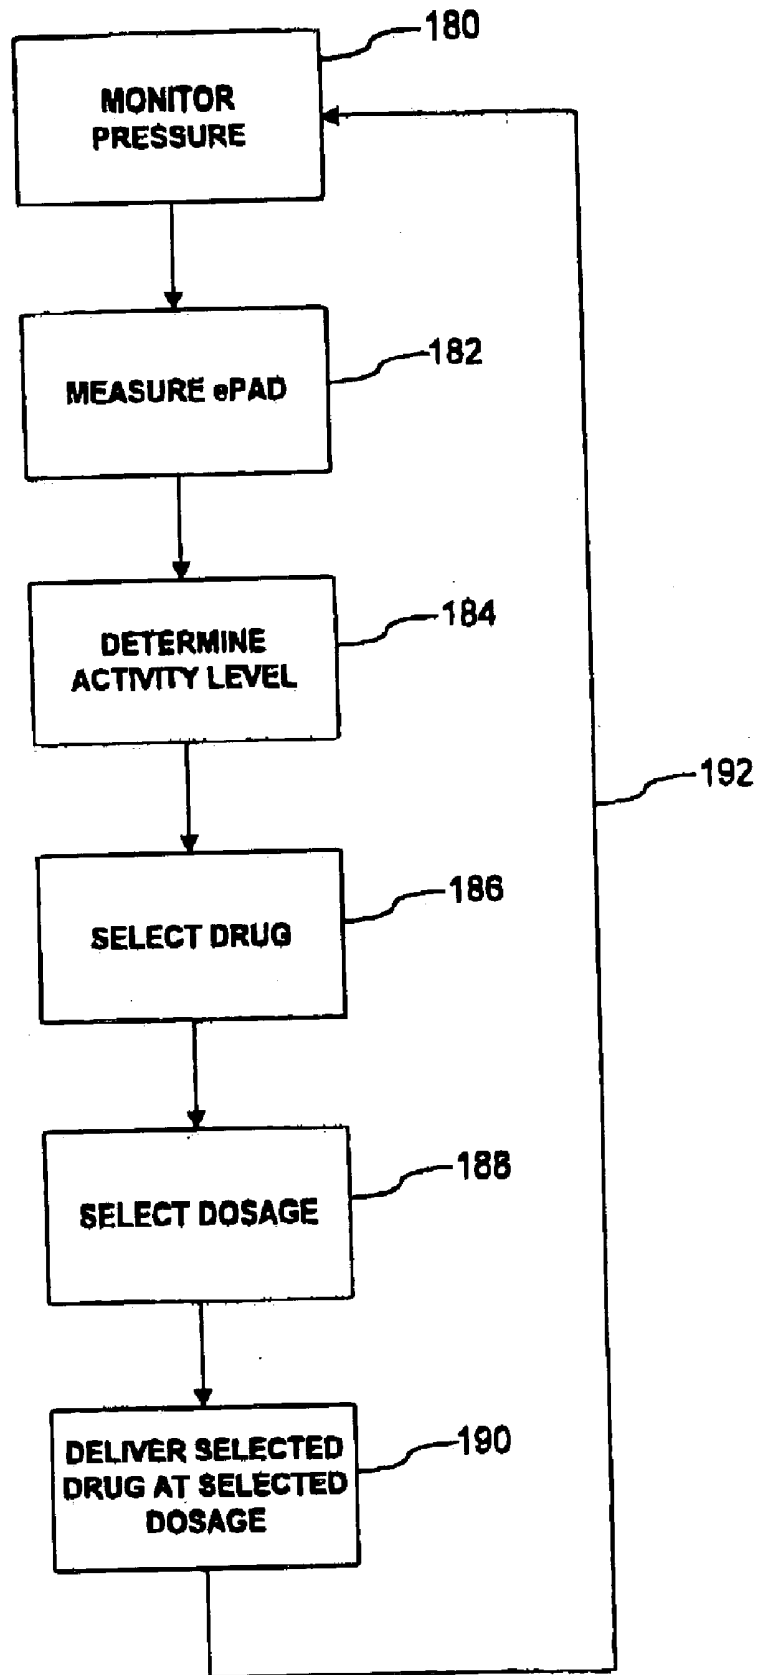 180
MONITOR
PRESSURE
182
MEASURE ePAD
184
DETERMINE
ACTIVITY LEVEL
192
186
SELECT DRUG
188
SELECT DOSAGE
190
DELIVER SELECTED
DRUG AT SELECTED
DOSAGE